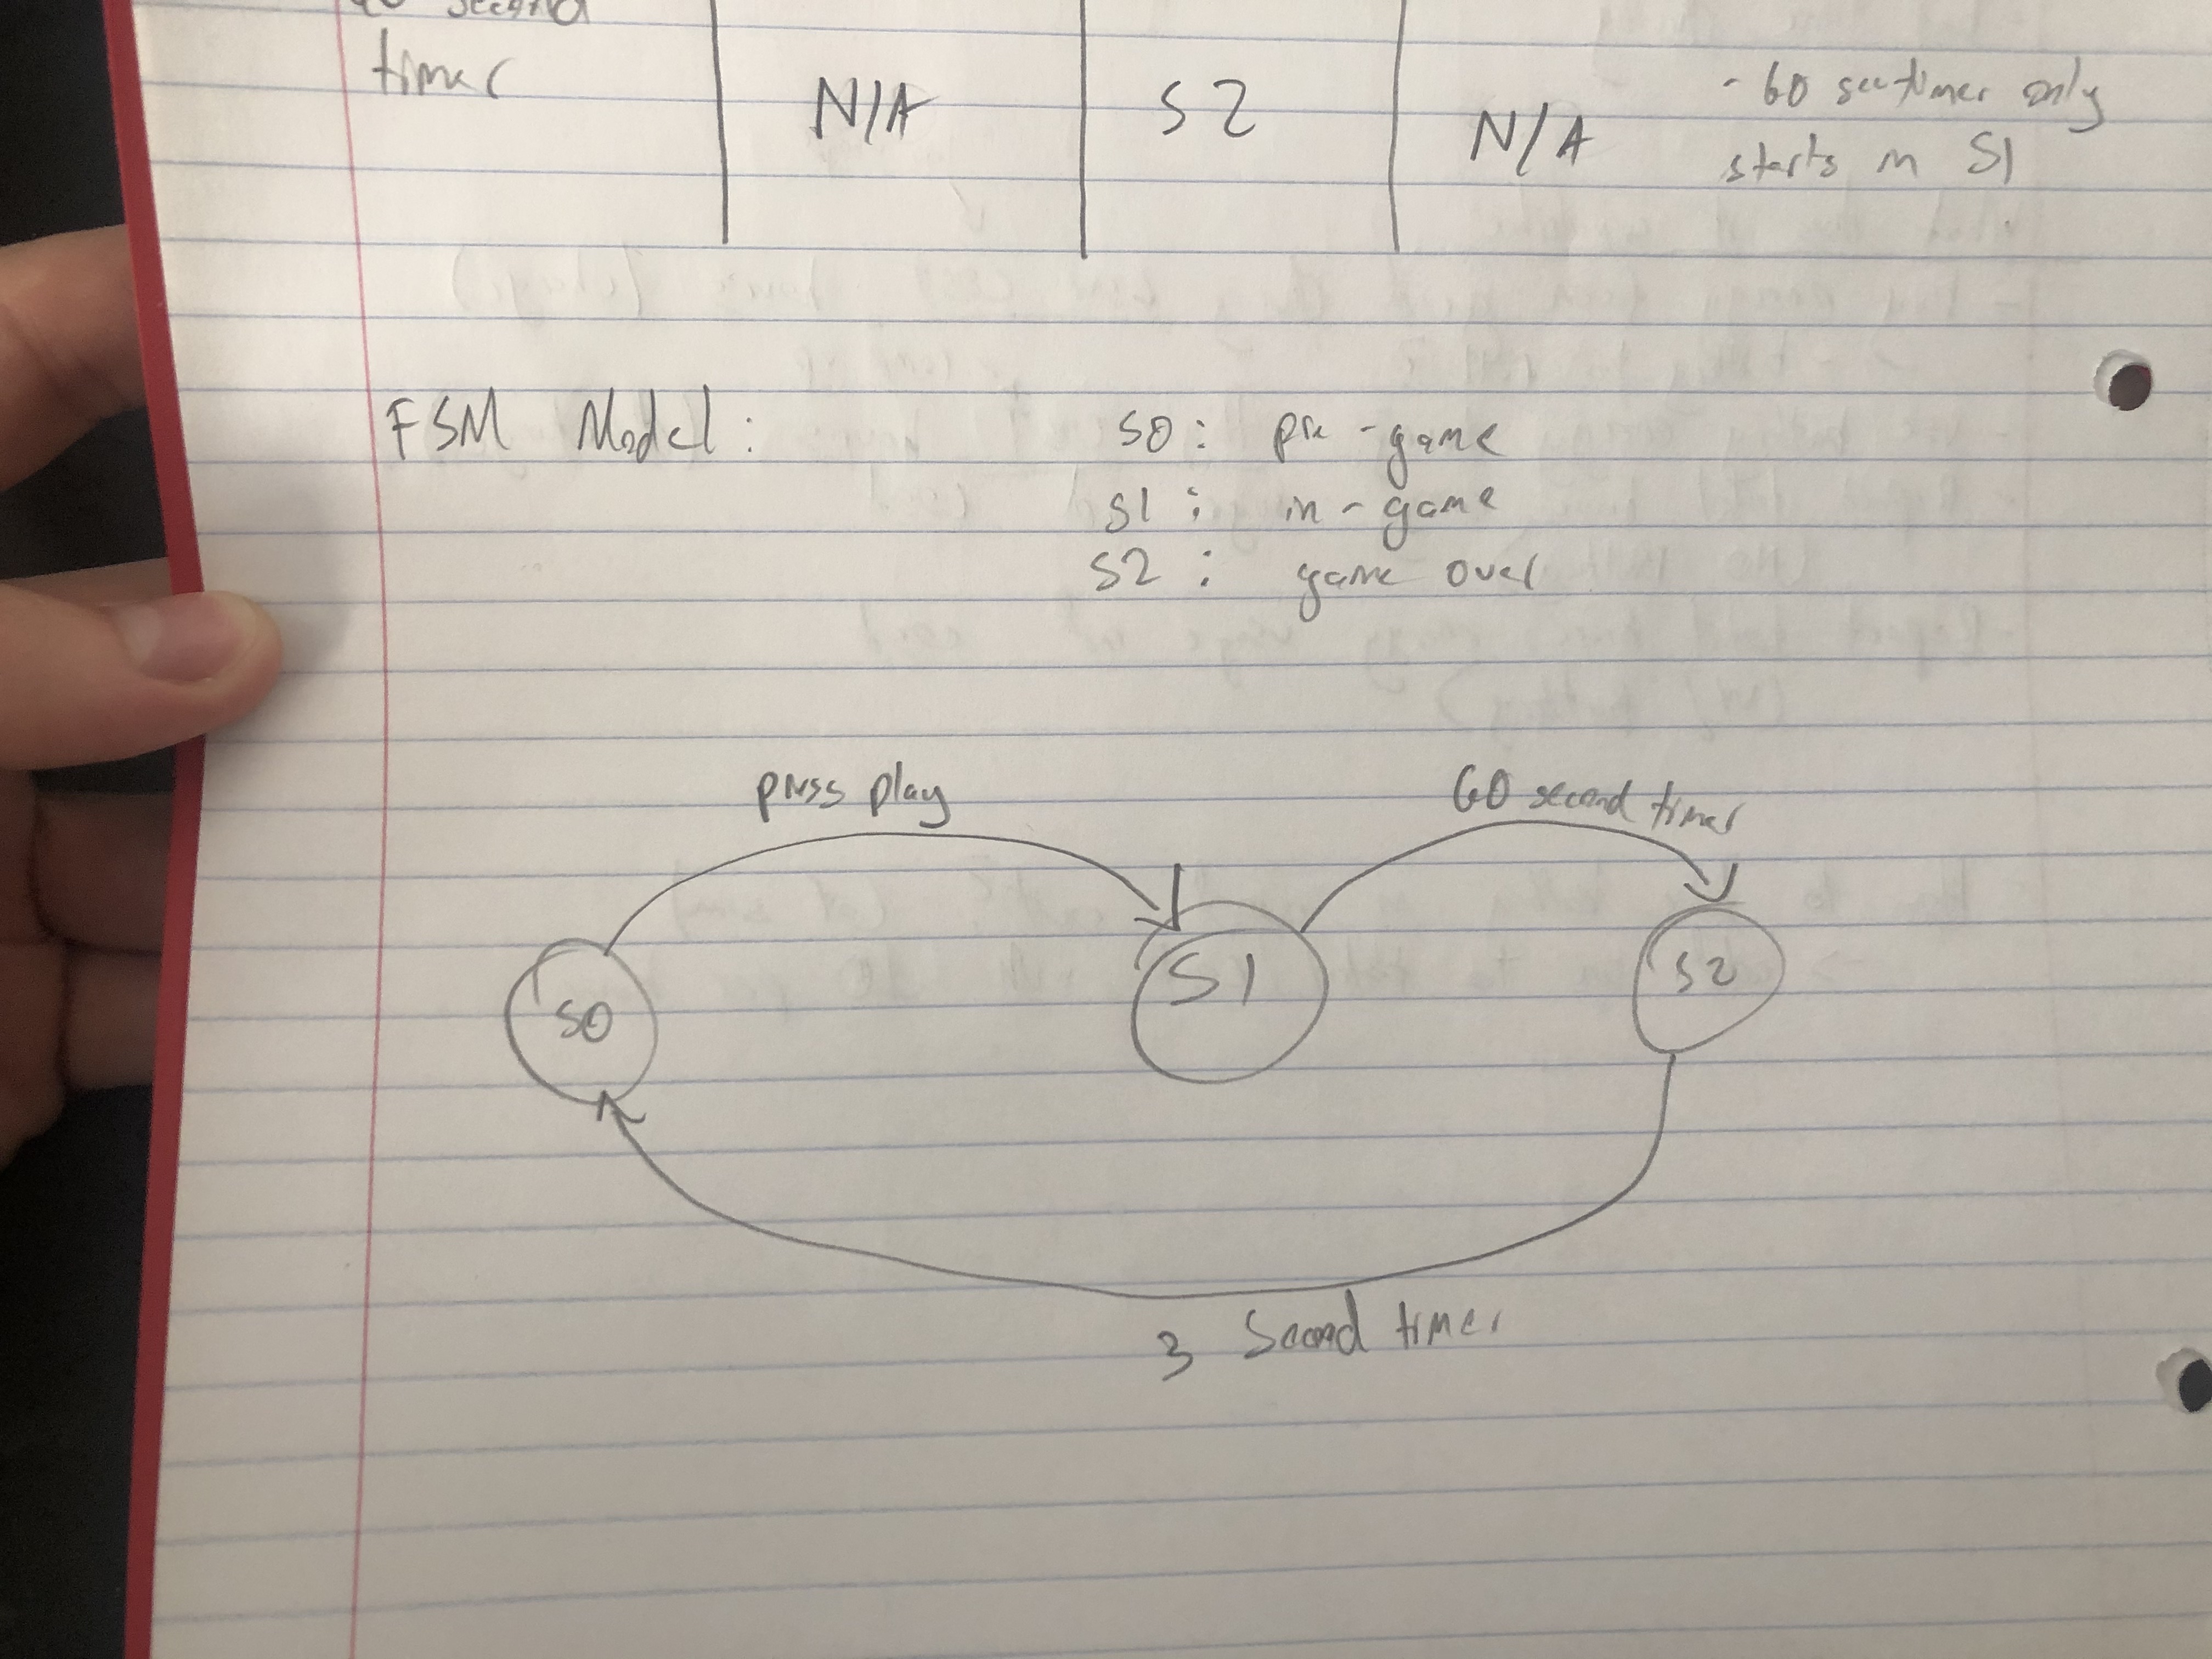 second
timer
N/A
S2
N/A
- 60 sec timer only
starts in S1
FSM Model:
S0: pre-game
S1: in-game
S2: game over
press play
60 second timer
S0
S1
S2
3 Second timer